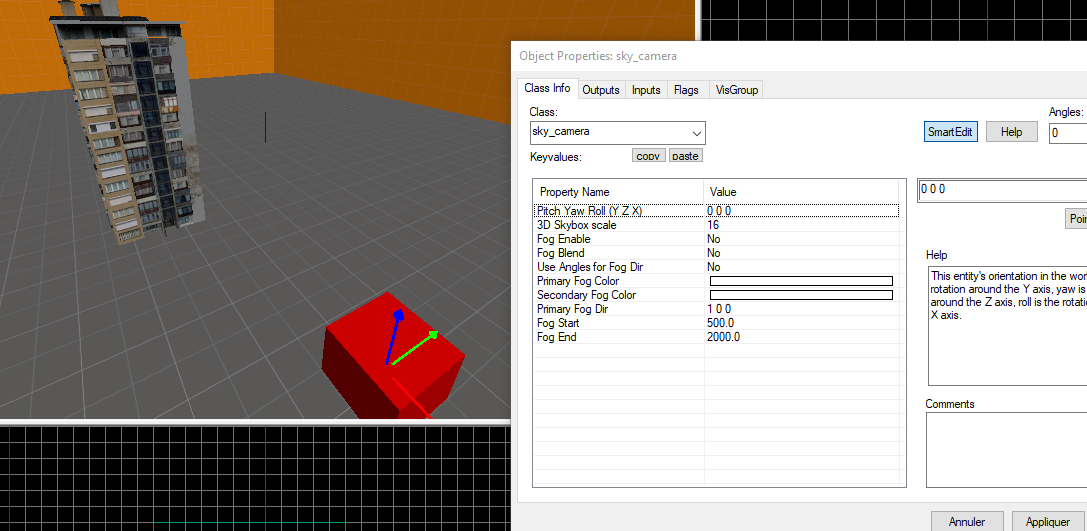 Object Properties: sky_camera
Class Info Outputs Inputs Flags VisGroup
Class:
sky_camera
SmartEdit Help
Angles:
0
Keyvalues: copy paste
Property Name Value
Pitch Yaw Roll (Y Z X) 0 0 0
3D Skybox scale 16
Fog Enable No
Fog Blend No
Use Angles for Fog Dir No
Primary Fog Color
Secondary Fog Color
Primary Fog Dir 1 0 0
Fog Start 500.0
Fog End 2000.0
0 0 0
Poi
Help
This entity's orientation in the wor
rotation around the Y axis, yaw is
around the Z axis, roll is the rota
X axis.
Comments
Annuler Appliquer